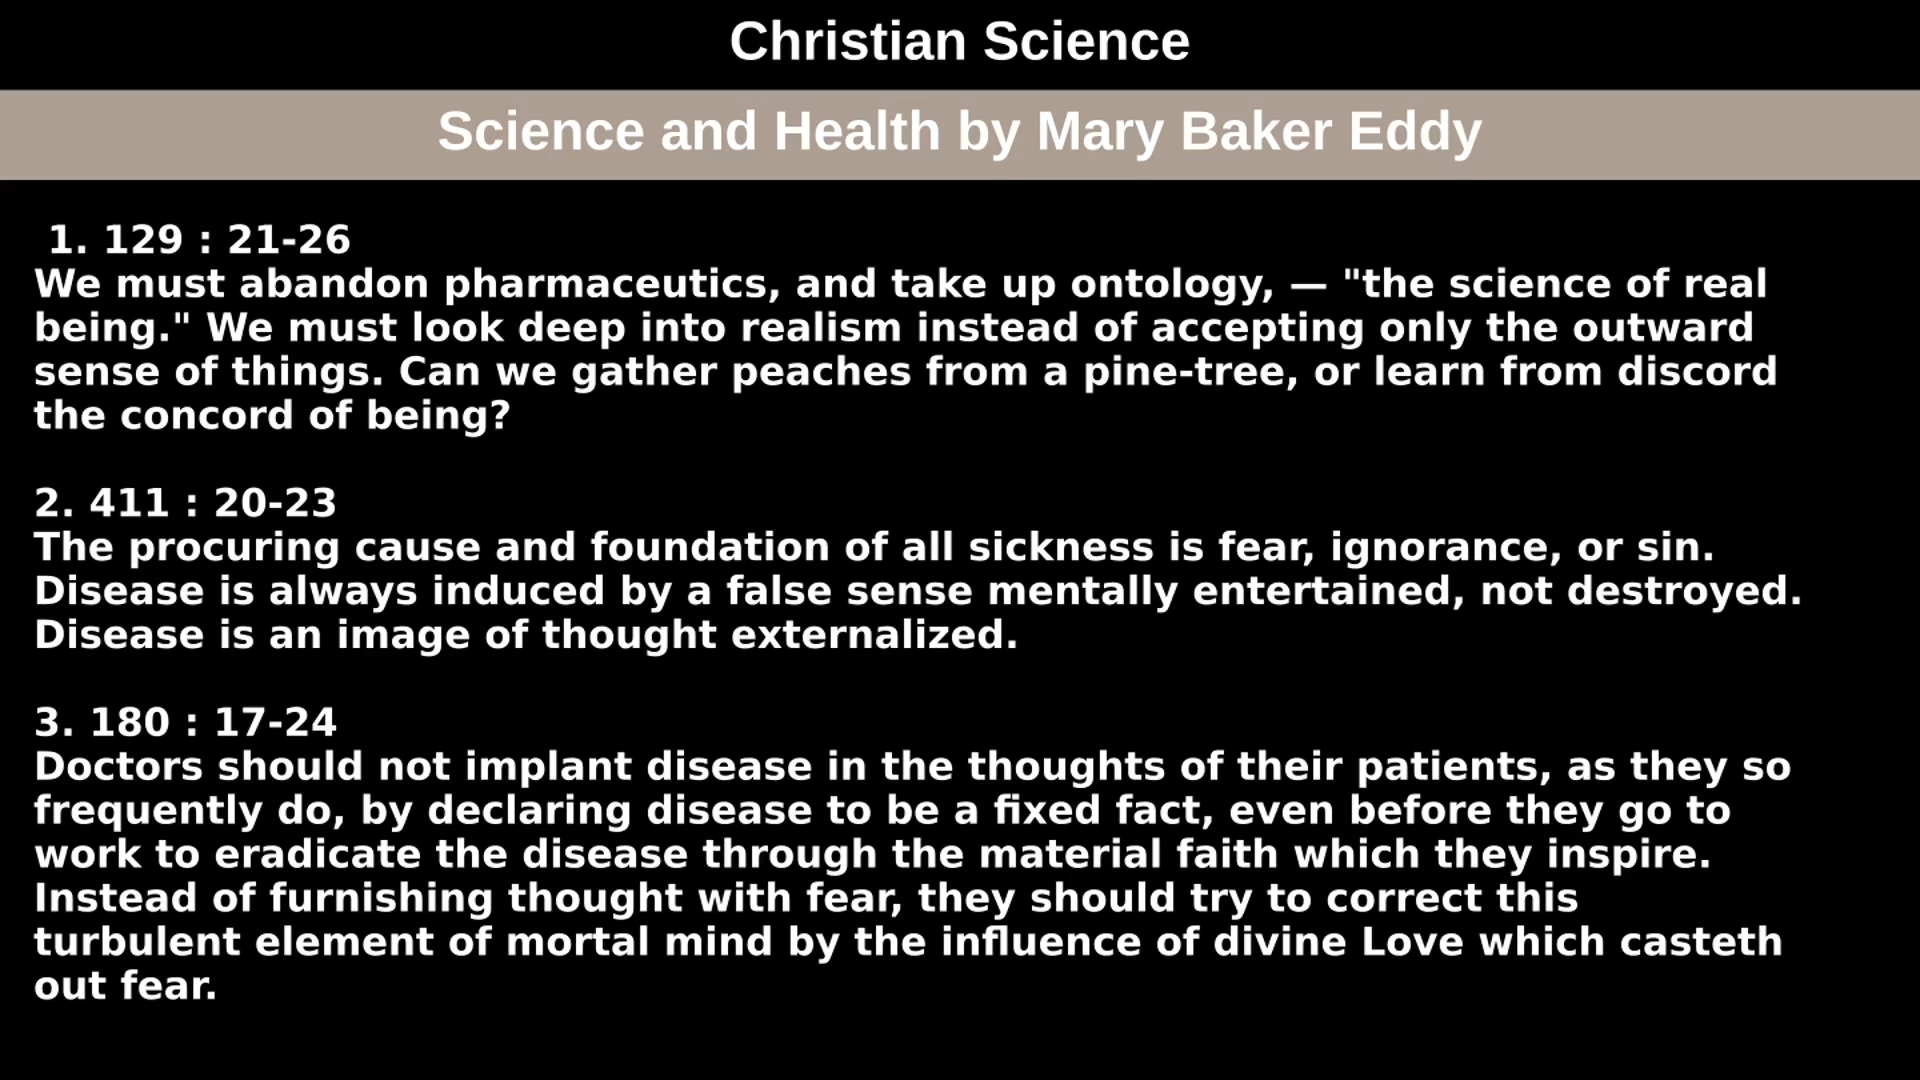 Christian Science
Science and Health by Mary Baker Eddy
1. 129 : 21-26
We must abandon pharmaceutics, and take up ontology, — "the science of real
being." We must look deep into realism instead of accepting only the outward
sense of things. Can we gather peaches from a pine-tree, or learn from discord
the concord of being?
2. 411 : 20-23
The procuring cause and foundation of all sickness is fear, ignorance, or sin.
Disease is always induced by a false sense mentally entertained, not destroyed.
Disease is an image of thought externalized.
3. 180 : 17-24
Doctors should not implant disease in the thoughts of their patients, as they so
frequently do, by declaring disease to be a fixed fact, even before they go to
work to eradicate the disease through the material faith which they inspire.
Instead of furnishing thought with fear, they should try to correct this
turbulent element of mortal mind by the influence of divine Love which casteth
out fear.